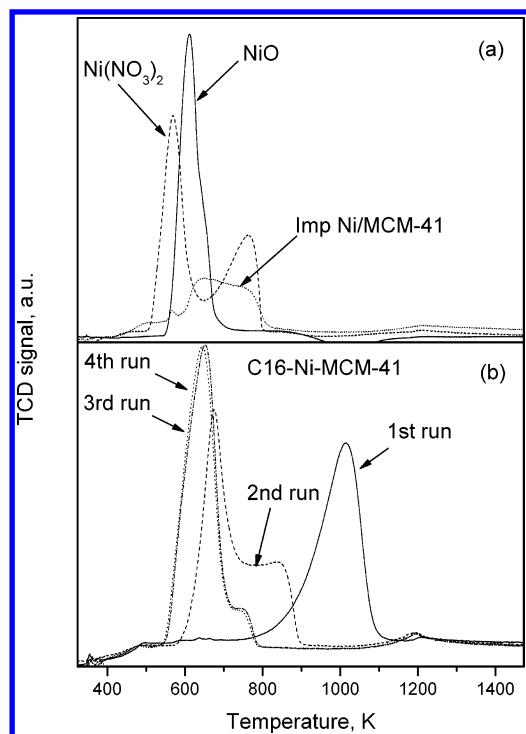 (a)
NiO
Ni(NO₃)₂
Imp Ni/MCM-41
TCD signal, a.u.
C16-Ni-MCM-41
(b)
4th run
3rd run
1st run
2nd run
400 600 800 1000 1200 1400
Temperature, K